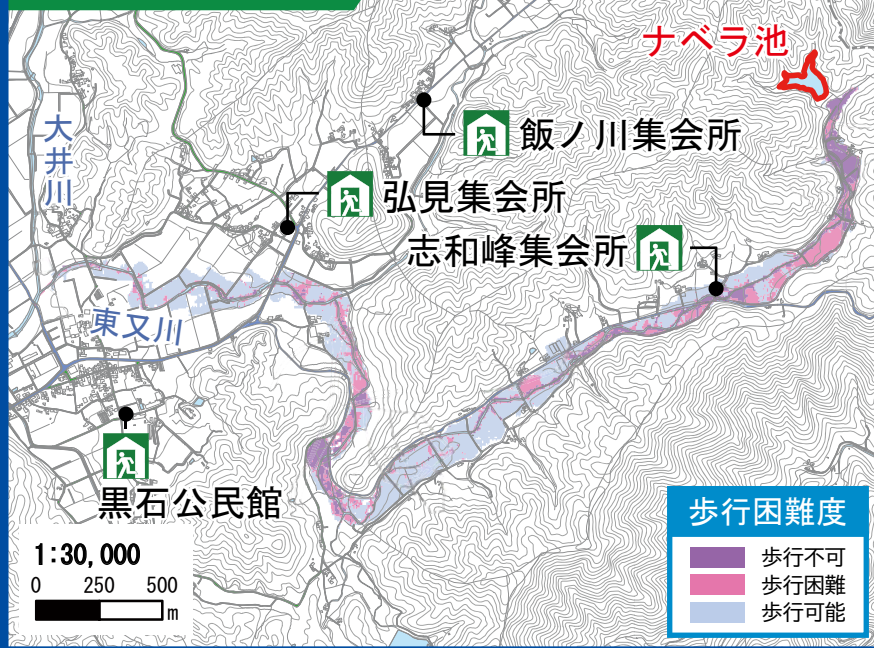 ナベラ池
大井川
飯ノ川集会所
弘見集会所
志和峰集会所
東又川
黒石公民館
1:30,000
0 250 500
m
歩行困難度
歩行不可
歩行困難
歩行可能